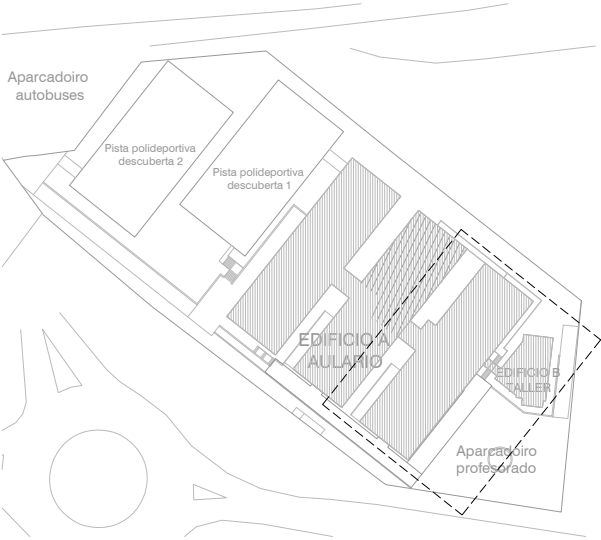 Aparcadoiro
autobuses
Pista polideportiva
descuberta 2
Pista polideportiva
descuberta 1
EDIFICIO A
AULARIO
EDIFICIO B
TALLER
Aparcadoiro
profesorado